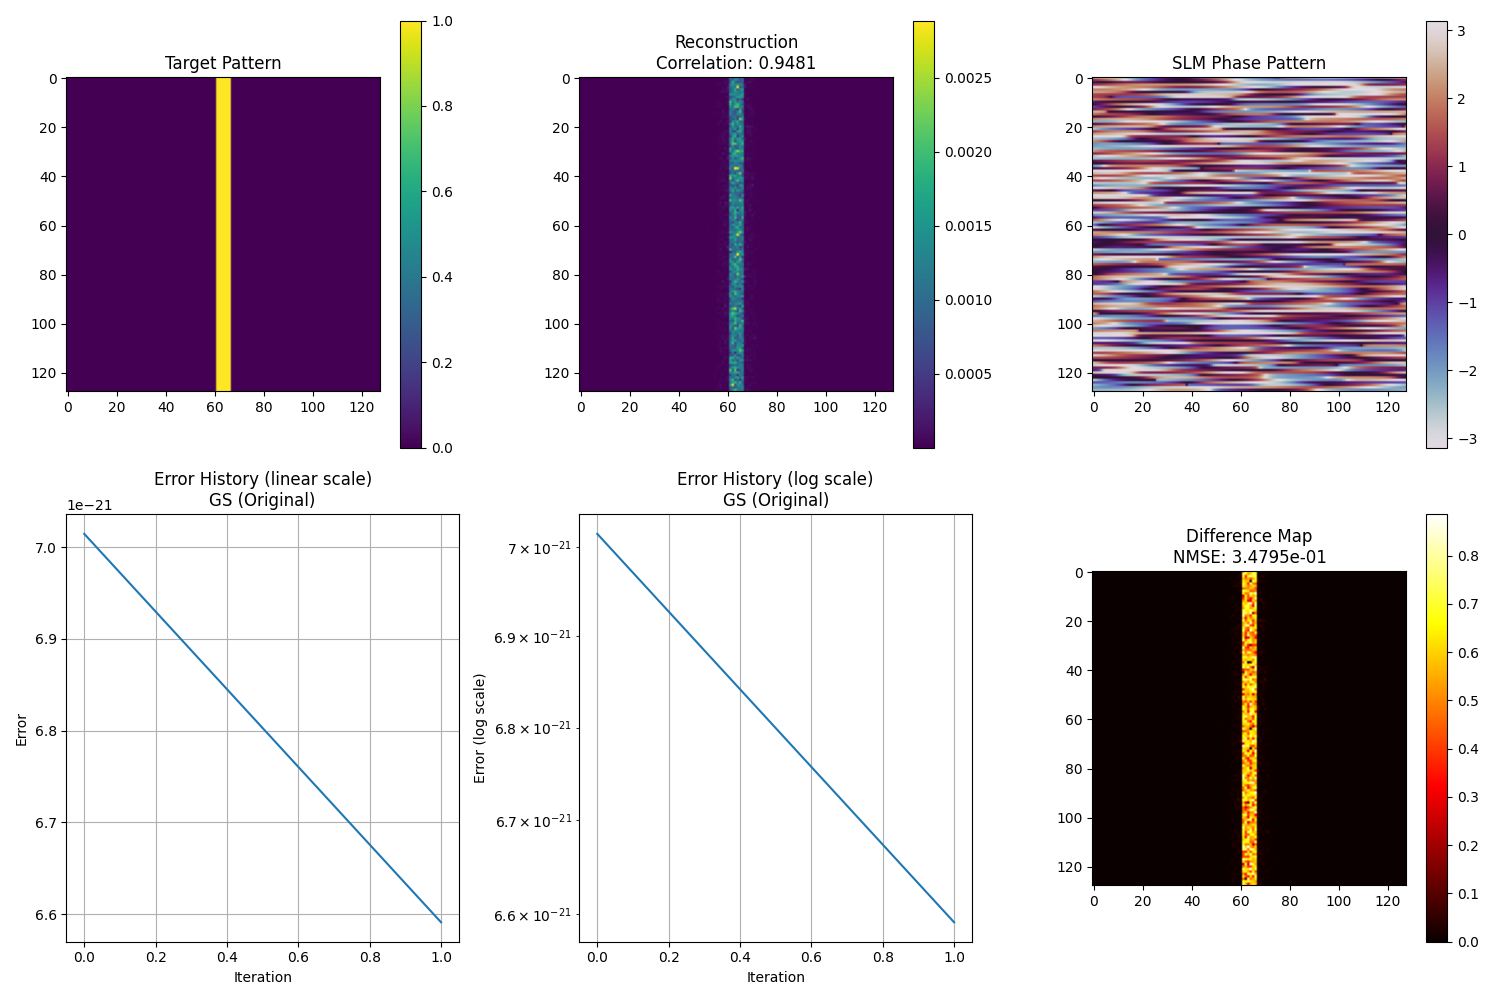 Target Pattern
0
20
40
60
80
100
120
0 20 40 60 80 100 120
1.0
0.8
0.6
0.4
0.2
0.0
Reconstruction
Correlation: 0.9481
0
20
40
60
80
100
120
0 20 40 60 80 100 120
0.0025
0.0020
0.0015
0.0010
0.0005
SLM Phase Pattern
0
20
40
60
80
100
120
0 20 40 60 80 100 120
3
2
1
0
−1
−2
−3
Error History (linear scale)
GS (Original)
1e−21
Error
7.0
6.9
6.8
6.7
6.6
0.0 0.2 0.4 0.6 0.8 1.0
Iteration
Error History (log scale)
GS (Original)
Error (log scale)
7 × 10⁻²¹
6.9 × 10⁻²¹
6.8 × 10⁻²¹
6.7 × 10⁻²¹
6.6 × 10⁻²¹
0.0 0.2 0.4 0.6 0.8 1.0
Iteration
Difference Map
NMSE: 3.4795e-01
0
20
40
60
80
100
120
0 20 40 60 80 100 120
0.8
0.7
0.6
0.5
0.4
0.3
0.2
0.1
0.0